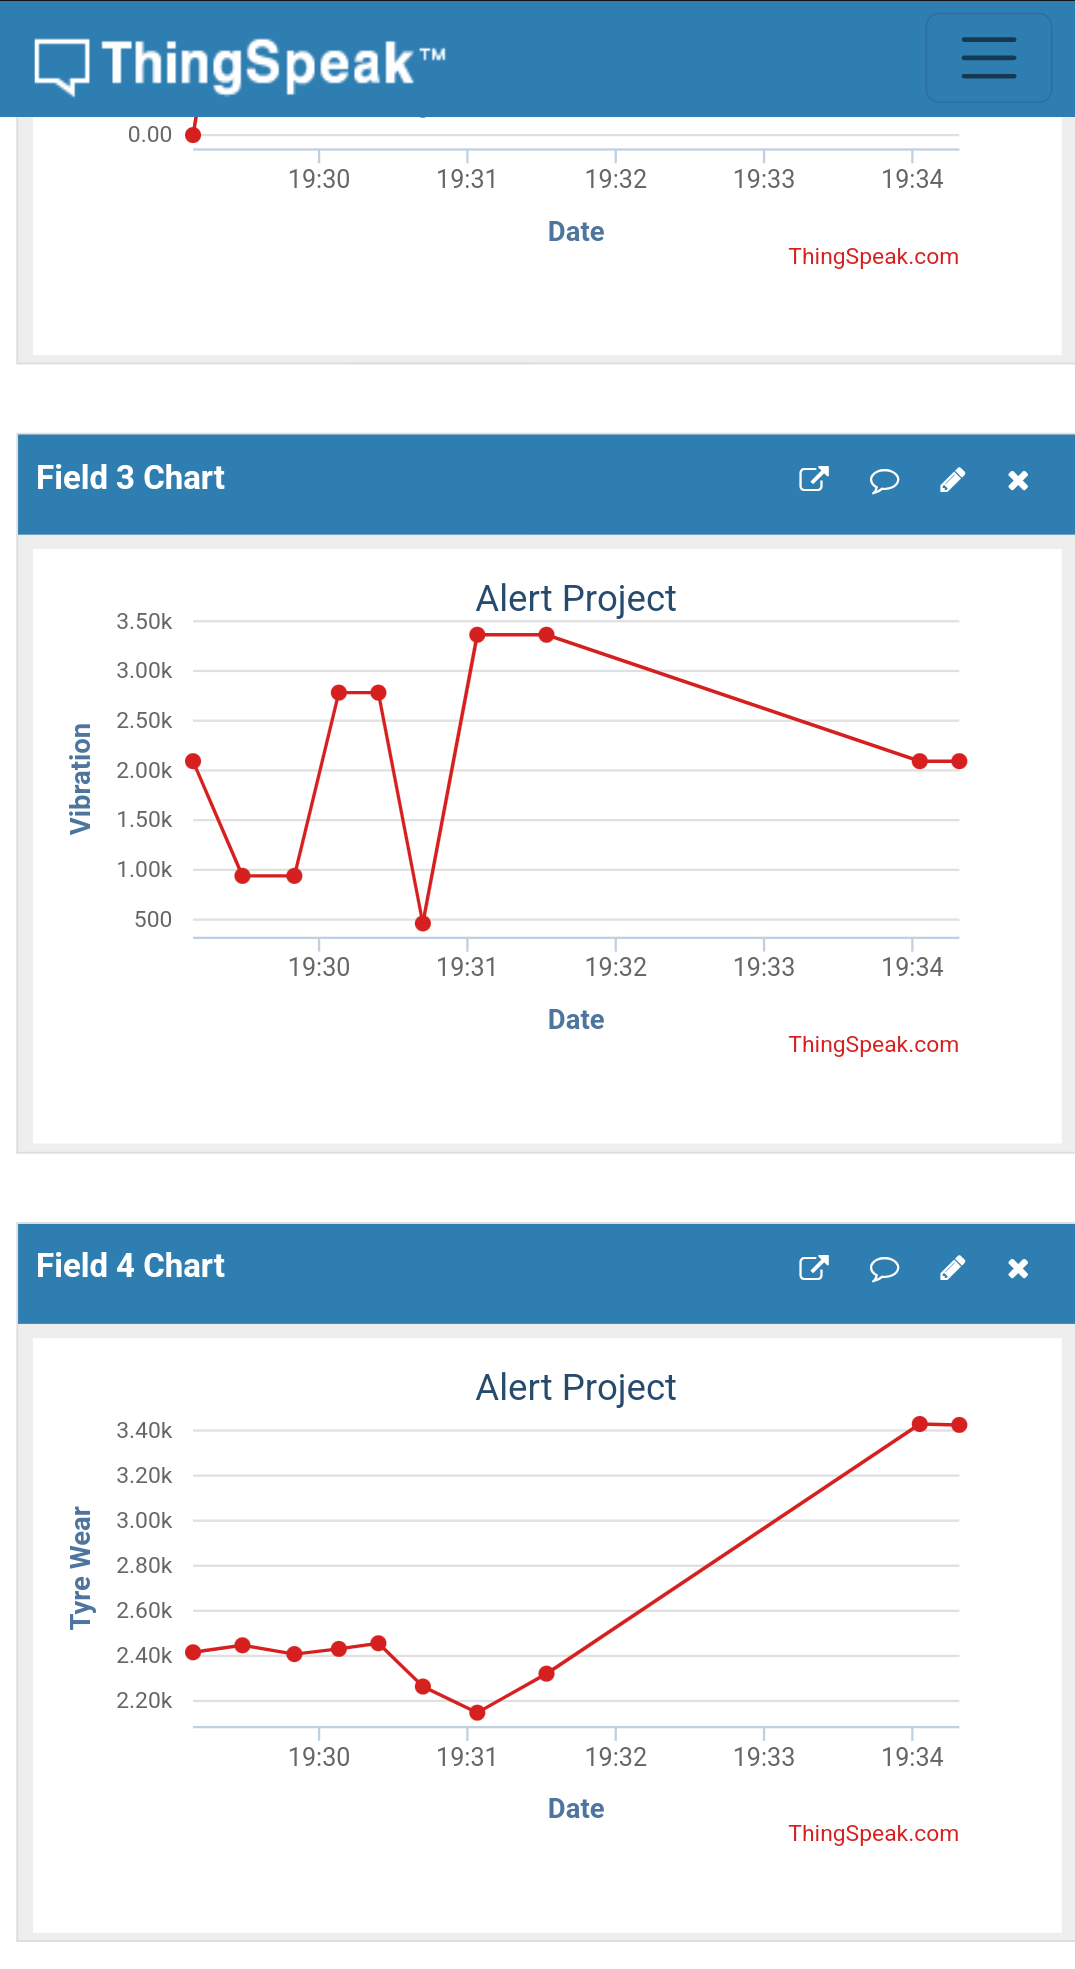 ThingSpeak™
0.00
19:30 19:31 19:32 19:33 19:34
Date
ThingSpeak.com
Field 3 Chart
Alert Project
3.50k
3.00k
2.50k
2.00k
1.50k
1.00k
500
Vibration
19:30 19:31 19:32 19:33 19:34
Date
ThingSpeak.com
Field 4 Chart
Alert Project
3.40k
3.20k
3.00k
2.80k
2.60k
2.40k
2.20k
Tyre Wear
19:30 19:31 19:32 19:33 19:34
Date
ThingSpeak.com